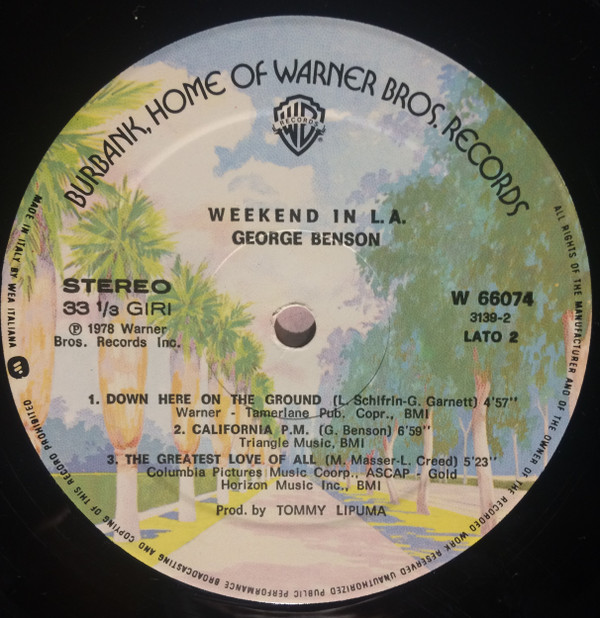 BURBANK, HOME OF WARNER BROS. RECORDS
RECORDS
WEEKEND IN L.A.
GEORGE BENSON
STEREO
33 1/3 GIRI
℗ 1978 Warner
Bros. Records Inc.
W 66074
3139-2
LATO 2
1. DOWN HERE ON THE GROUND (L. Schifrin-G. Garnett) 4'57''
Warner - Tamerlane Pub. Copr., BMI
2. CALIFORNIA P.M. (G. Benson) 6'59''
Triangle Music, BMI
3. THE GREATEST LOVE OF ALL (M. Masser-L. Creed) 5'23''
Columbia Pictures Music Coorp., ASCAP - Gold
Horizon Music Inc., BMI
Prod. by TOMMY LIPUMA
MADE IN ITALY BY WEA ITALIANA
ALL RIGHTS OF THE MANUFACTURER AND OF THE OWNER OF THE RECORDED WORK RESERVED UNAUTHORIZED PUBLIC PERFORMANCE BROADCASTING AND COPYING OF THIS RECORD PROHIBITED